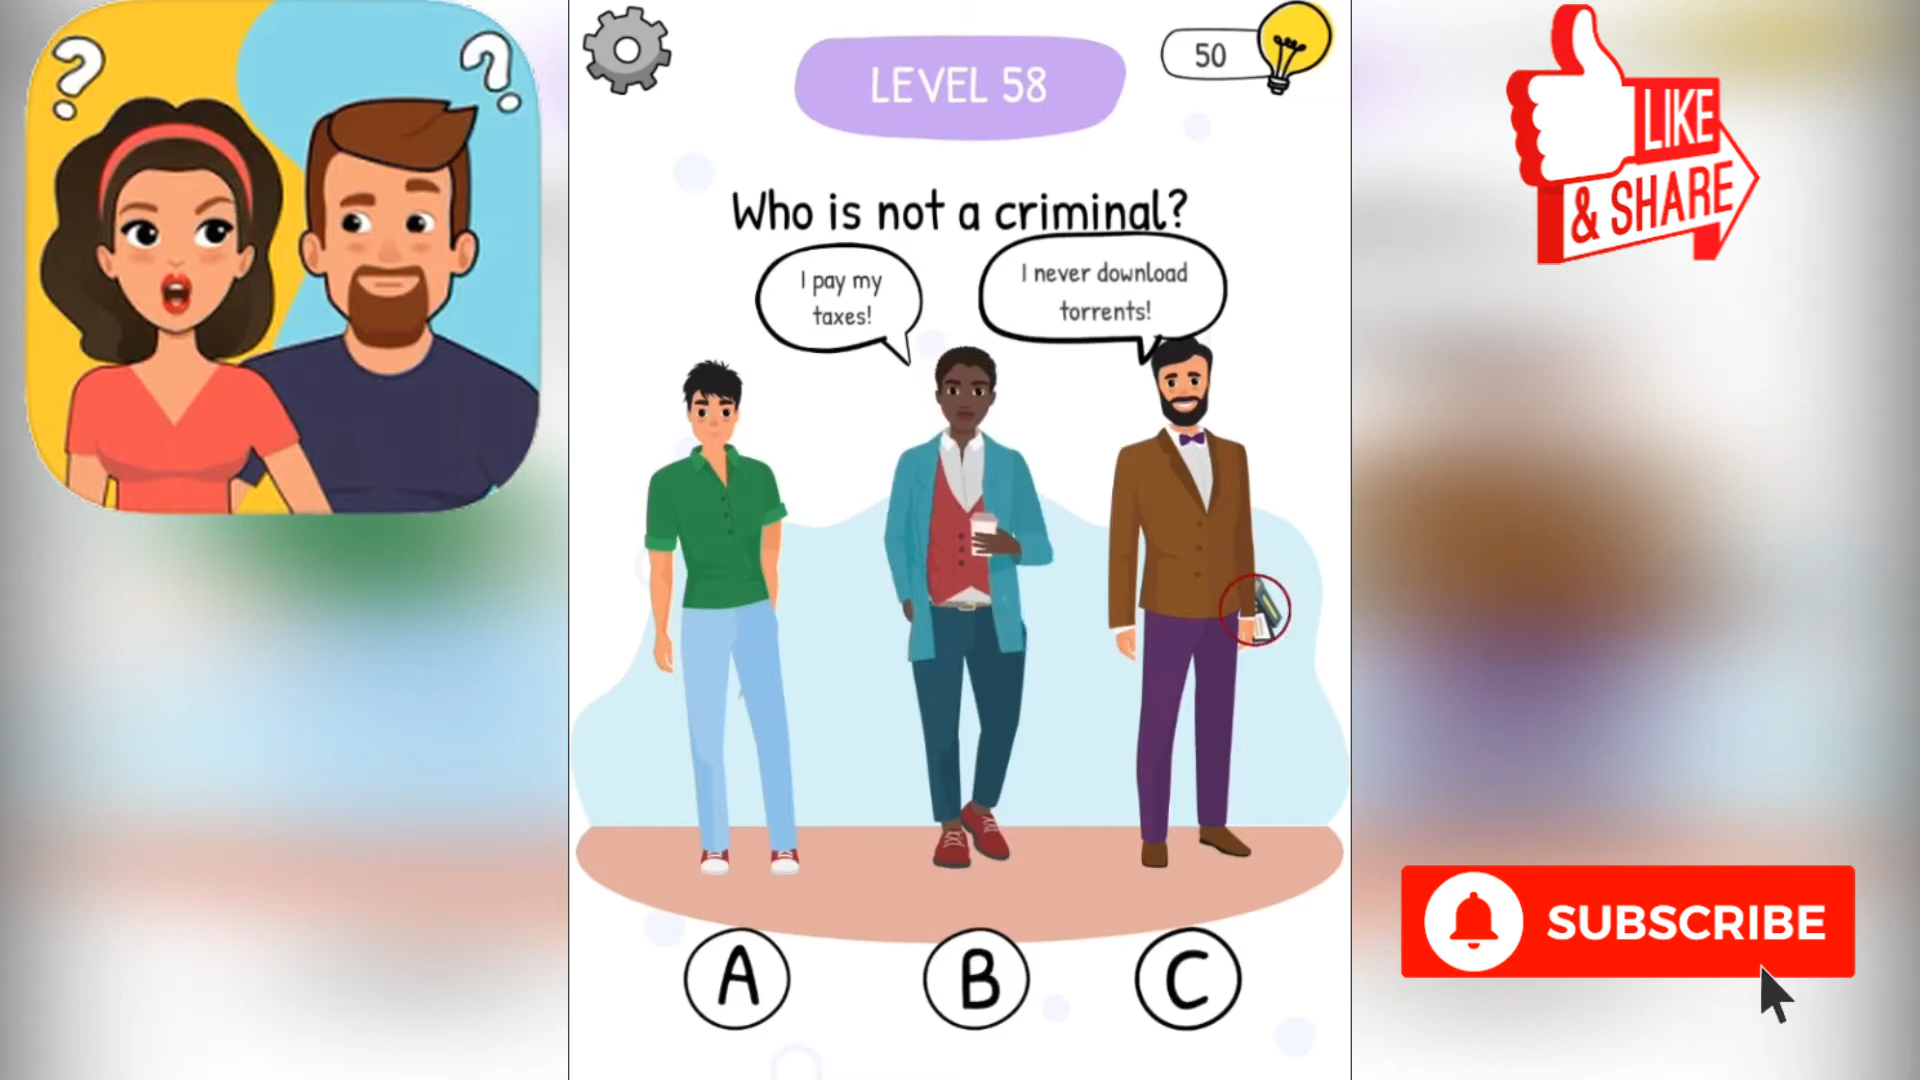 ? ?
LEVEL 58
50
LIKE
& SHARE
Who is not a criminal?
I pay my
taxes!
I never download
torrents!
A B C
SUBSCRIBE